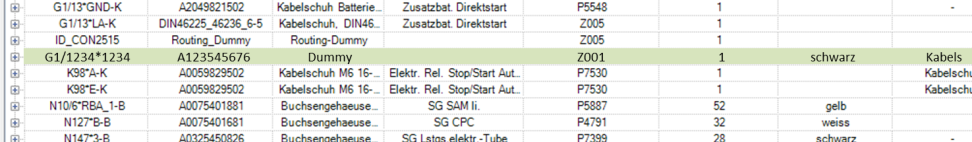 G1/13*GND-K A2049821502 Kabelschuh Batterie... Zusatzbat. Direktstart P5548 1 -
G1/13*LA-K DIN46225_46236_6-5 Kabelschuh, DIN46... Zusatzbat. Direktstart Z005 1
ID_CON2515 Routing_Dummy Routing-Dummy Z005 1
G1/1234*1234 A123545676 Dummy Z001 1 schwarz Kabels
K98*A-K A0059829502 Kabelschuh M6 16-... Elektr. Rel. Stop/Start Aut... P7530 1 Kabelschu
K98*E-K A0059829502 Kabelschuh M6 16-... Elektr. Rel. Stop/Start Aut... P7530 1 Kabelschu
N10/6*RBA_1-B A0075401881 Buchsengehaeuse... SG SAM li. P5887 52 gelb
N127*B-B A0075401681 Buchsengehaeuse... SG CPC P4791 32 weiss
N147*3-B A0325450826 Buchsengehaeuse... SG Lstgs elektr.-Tube P7399 28 schwarz -